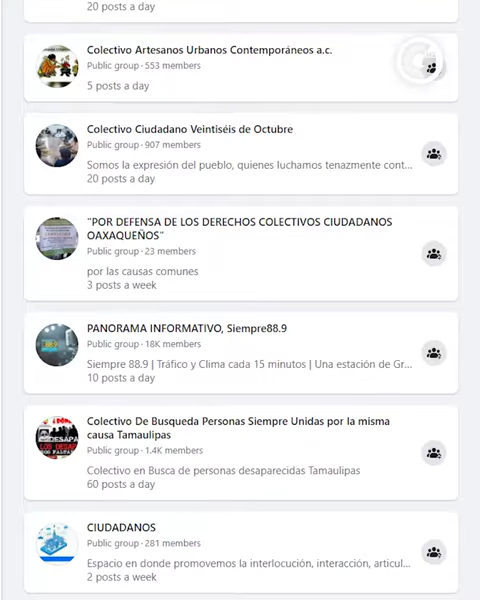 20 posts a day
Colectivo Artesanos Urbanos Contemporáneos a.c.
Public group · 553 members
5 posts a day
Colectivo Ciudadano Veintiséis de Octubre
Public group · 907 members
Somos la expresión del pueblo, quienes luchamos tenazmente cont...
20 posts a day
"POR DEFENSA DE LOS DERECHOS COLECTIVOS CIUDADANOS
OAXAQUEÑOS"
Public group · 23 members
por las causas comunes
3 posts a week
PANORAMA INFORMATIVO, Siempre88.9
Public group · 18K members
Siempre 88.9 | Tráfico y Clima cada 15 minutos | Una estación de Gr...
10 posts a day
Colectivo De Busqueda Personas Siempre Unidas por la misma
causa Tamaulipas
Public group · 1.4K members
Colectivo en Busca de personas desaparecidas Tamaulipas
60 posts a day
CIUDADANOS
Public group · 281 members
Espacio en donde promovemos la interlocución, interacción, articul...
2 posts a week